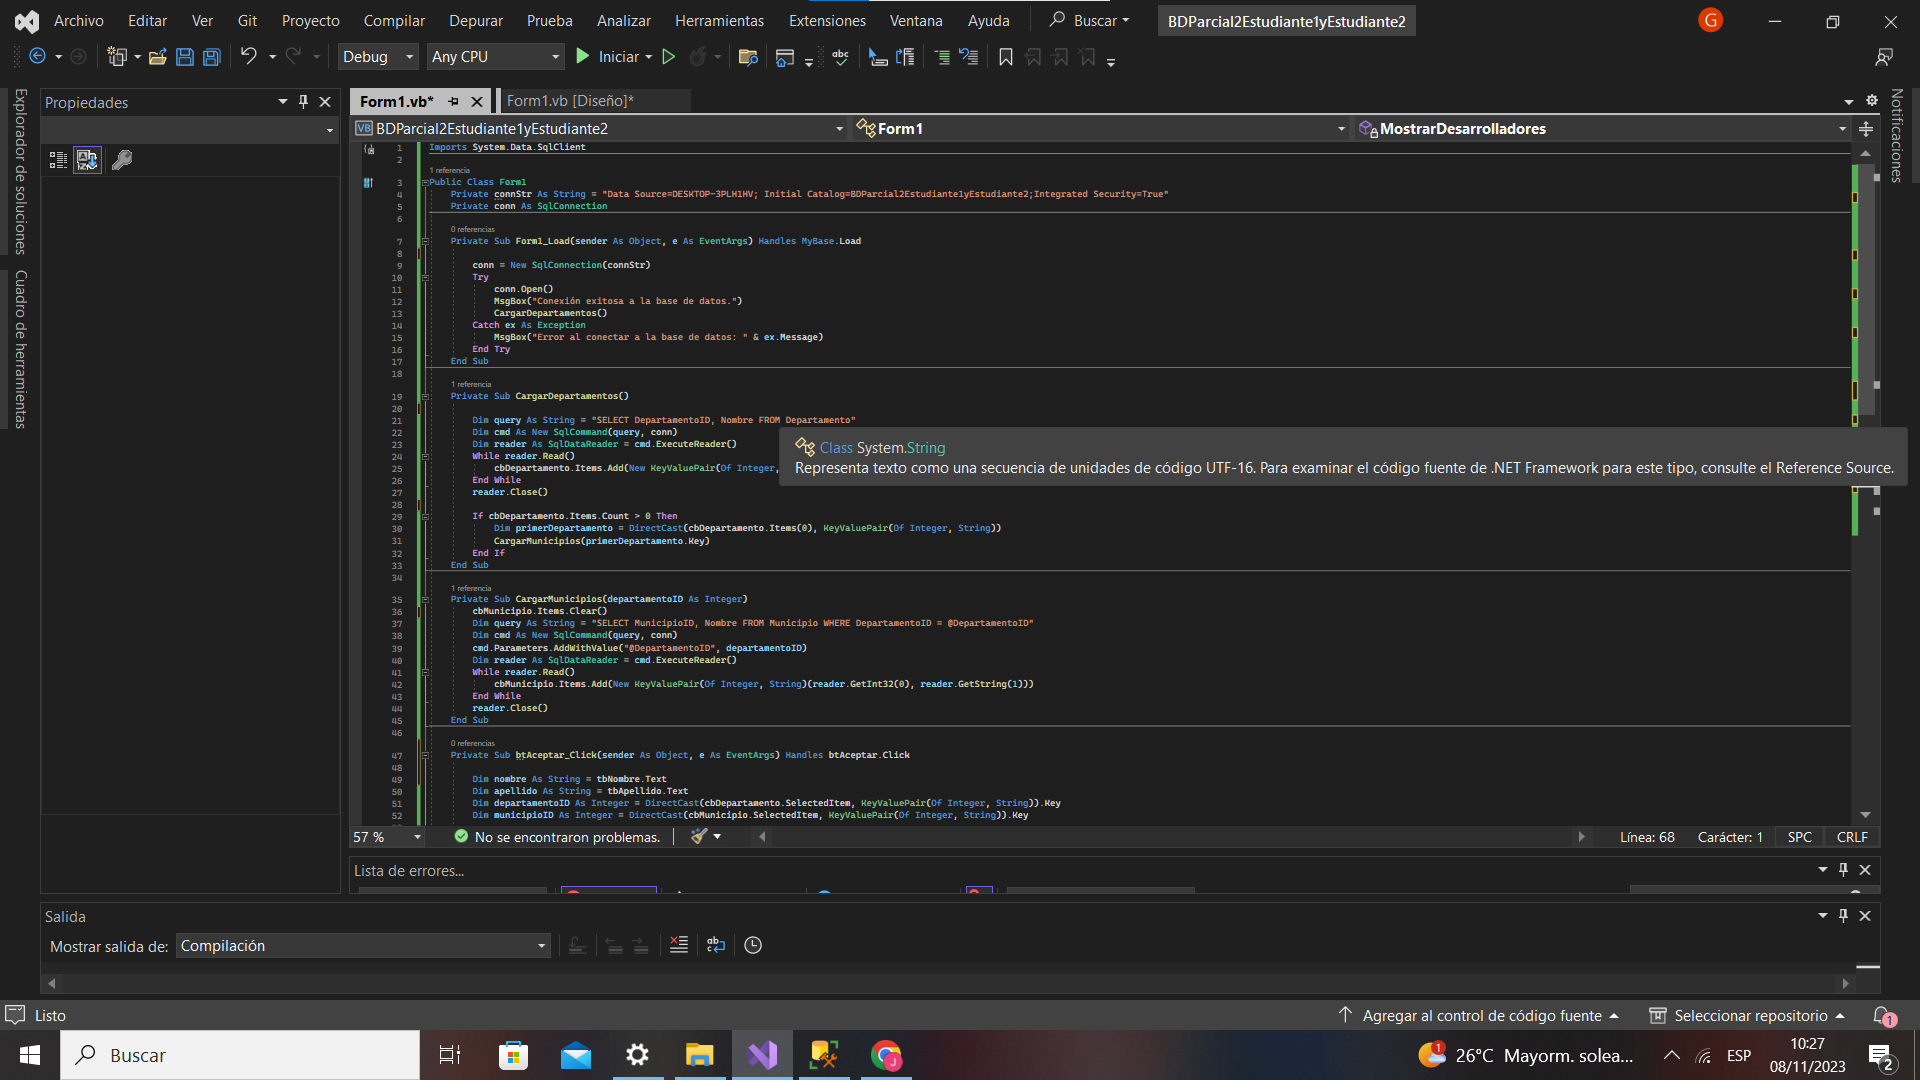 Archivo Editar Ver Git Proyecto Compilar Depurar Prueba Analizar Herramientas Extensiones Ventana Ayuda Buscar BDParcial2Estudiante1yEstudiante2 G
Debug Any CPU Iniciar abc
Explorador de soluciones
Cuadro de herramientas
Notificaciones
Propiedades
Form1.vb* Form1.vb [Diseño]*
VB BDParcial2Estudiante1yEstudiante2 Form1 MostrarDesarrolladores
1 Imports System.Data.SqlClient
2
1 referencia
3 Public Class Form1
4 Private connStr As String = "Data Source=DESKTOP-3PLH1HV; Initial Catalog=BDParcial2Estudiante1yEstudiante2;Integrated Security=True"
5 Private conn As SqlConnection
6
0 referencias
7 Private Sub Form1_Load(sender As Object, e As EventArgs) Handles MyBase.Load
8
9 conn = New SqlConnection(connStr)
10 Try
11 conn.Open()
12 MsgBox("Conexión exitosa a la base de datos.")
13 CargarDepartamentos()
14 Catch ex As Exception
15 MsgBox("Error al conectar a la base de datos: " & ex.Message)
16 End Try
17 End Sub
18
1 referencia
19 Private Sub CargarDepartamentos()
20
21 Dim query As String = "SELECT DepartamentoID, Nombre FROM Departamento"
22 Dim cmd As New SqlCommand(query, conn)
23 Dim reader As SqlDataReader = cmd.ExecuteReader()
24 While reader.Read()
25 cbDepartamento.Items.Add(New KeyValuePair(Of Integer,
26 End While
27 reader.Close()
28
29 If cbDepartamento.Items.Count > 0 Then
30 Dim primerDepartamento = DirectCast(cbDepartamento.Items(0), KeyValuePair(Of Integer, String))
31 CargarMunicipios(primerDepartamento.Key)
32 End If
33 End Sub
34
Class System.String
Representa texto como una secuencia de unidades de código UTF-16. Para examinar el código fuente de .NET Framework para este tipo, consulte el Reference Source.
1 referencia
35 Private Sub CargarMunicipios(departamentoID As Integer)
36 cbMunicipio.Items.Clear()
37 Dim query As String = "SELECT MunicipioID, Nombre FROM Municipio WHERE DepartamentoID = @DepartamentoID"
38 Dim cmd As New SqlCommand(query, conn)
39 cmd.Parameters.AddWithValue("@DepartamentoID", departamentoID)
40 Dim reader As SqlDataReader = cmd.ExecuteReader()
41 While reader.Read()
42 cbMunicipio.Items.Add(New KeyValuePair(Of Integer, String)(reader.GetInt32(0), reader.GetString(1)))
43 End While
44 reader.Close()
45 End Sub
46
0 referencias
47 Private Sub btAceptar_Click(sender As Object, e As EventArgs) Handles btAceptar.Click
48
49 Dim nombre As String = tbNombre.Text
50 Dim apellido As String = tbApellido.Text
51 Dim departamentoID As Integer = DirectCast(cbDepartamento.SelectedItem, KeyValuePair(Of Integer, String)).Key
52 Dim municipioID As Integer = DirectCast(cbMunicipio.SelectedItem, KeyValuePair(Of Integer, String)).Key
57 % No se encontraron problemas. Línea: 68 Carácter: 1 SPC CRLF
Lista de errores...
Salida
Mostrar salida de: Compilación
Listo Agregar al control de código fuente Seleccionar repositorio 1
Buscar J 1 26°C Mayorm. solea... ESP 10:27
08/11/2023 2